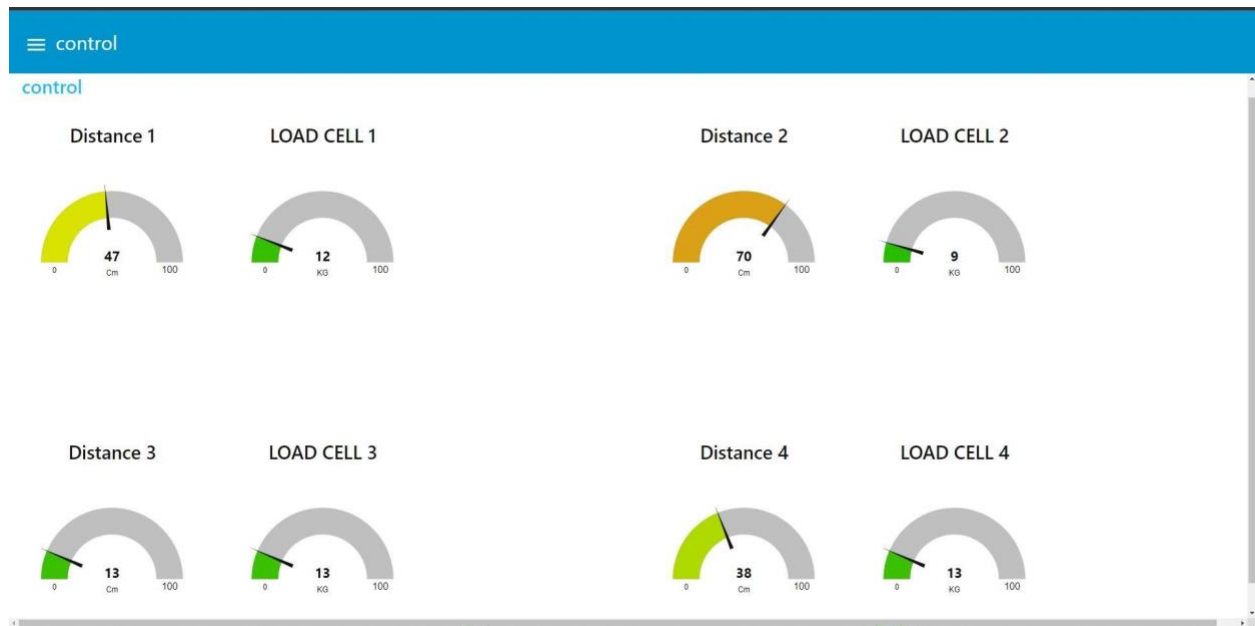 control
control
Distance 1
LOAD CELL 1
Distance 2
LOAD CELL 2
47
Cm
0
100
12
KG
0
100
70
Cm
0
100
9
KG
0
100
Distance 3
LOAD CELL 3
Distance 4
LOAD CELL 4
13
Cm
0
100
13
KG
0
100
38
Cm
0
100
13
KG
0
100